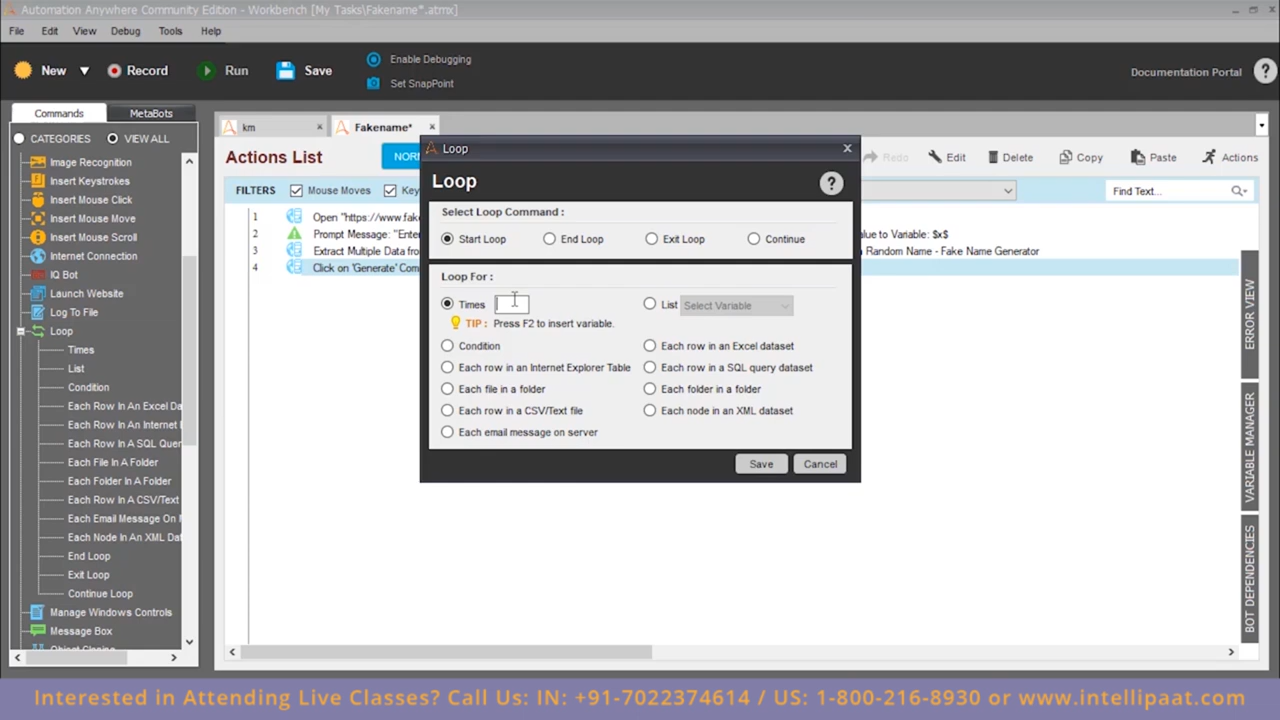 Automation Anywhere Community Edition - Workbench [My Tasks\Fakename*.atmx]
File Edit View Debug Tools Help
New Record Run Save
Enable Debugging
Set SnapPoint
Documentation Portal
Commands MetaBots
CATEGORIES VIEW ALL
Image Recognition
Insert Keystrokes
Insert Mouse Click
Insert Mouse Move
Insert Mouse Scroll
Internet Connection
IQ Bot
Launch Website
Log To File
Loop
Times
List
Condition
Each Row In An Excel Da
Each Row In An Internet
Each Row In A SQL Quer
Each File In A Folder
Each Folder In A Folder
Each Row In A CSV/Text
Each Email Message On
Each Node In An XML Dat
End Loop
Exit Loop
Continue Loop
Manage Windows Controls
Message Box
km Fakename*
Actions List NORM Redo Edit Delete Copy Paste Actions
FILTERS Mouse Moves Key Find Text...
1 Open "https://www.fak
2 Prompt Message: "Enter alue to Variable: $x$
3 Extract Multiple Data from a Random Name - Fake Name Generator
4 Click on 'Generate' Com
Loop
Loop
Select Loop Command :
Start Loop End Loop Exit Loop Continue
Loop For :
Times List Select Variable
TIP : Press F2 to insert variable.
Condition Each row in an Excel dataset
Each row in an Internet Explorer Table Each row in a SQL query dataset
Each file in a folder Each folder in a folder
Each row in a CSV/Text file Each node in an XML dataset
Each email message on server
Save Cancel
ERROR VIEW
VARIABLE MANAGER
BOT DEPENDENCIES
Interested in Attending Live Classes? Call Us: IN: +91-7022374614 / US: 1-800-216-8930 or www.intellipaat.com